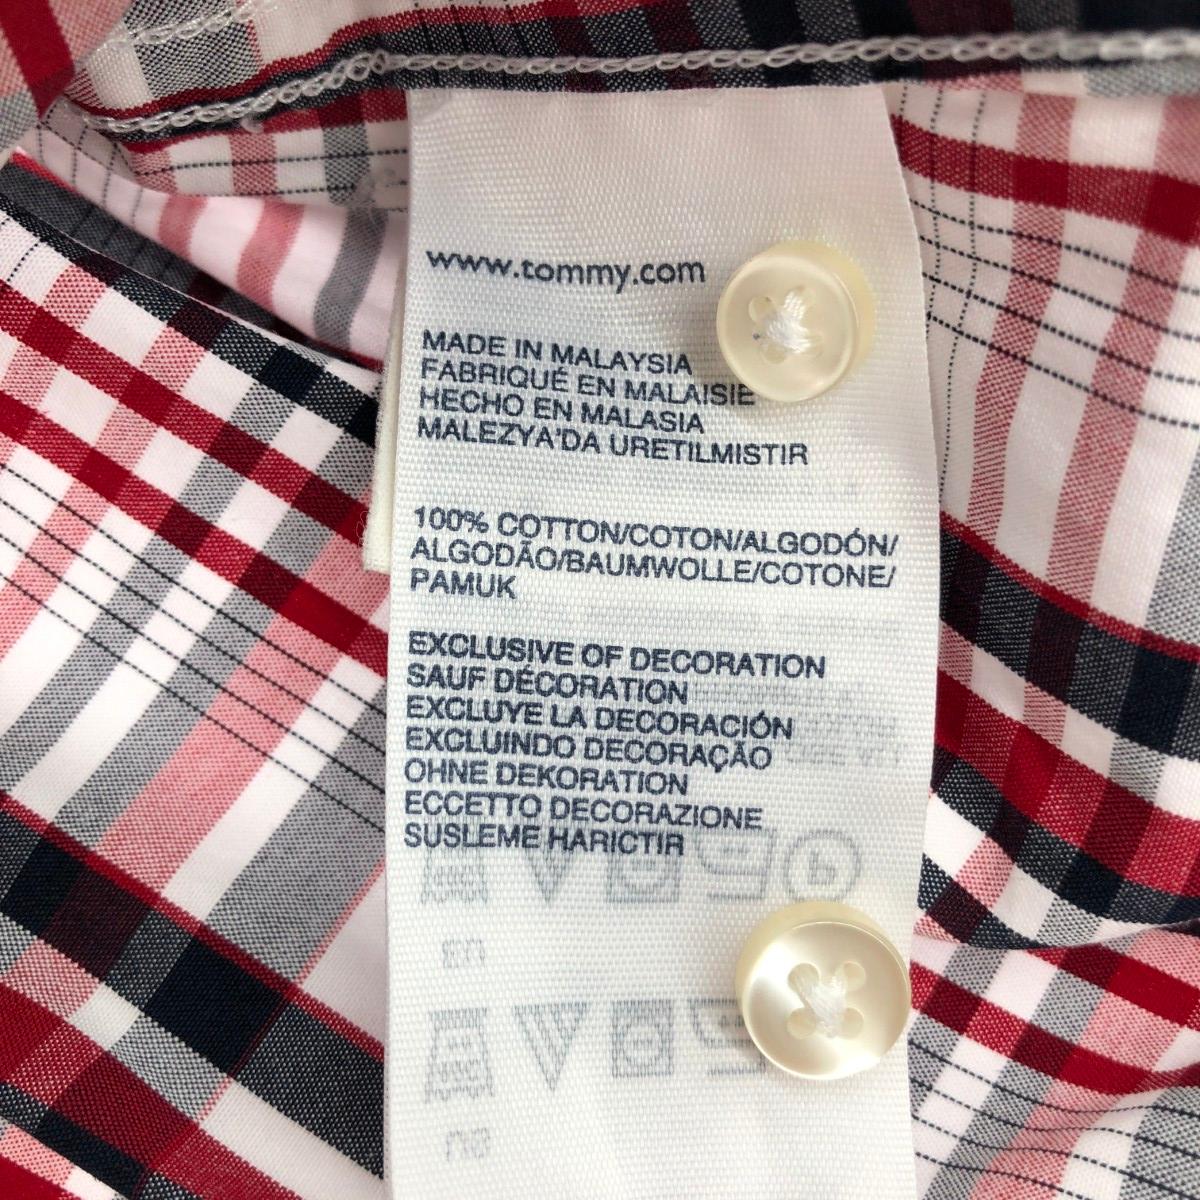 www.tommy.com
MADE IN MALAYSIA
FABRIQUÉ EN MALAISIE
HECHO EN MALASIA
MALEZYA'DA URETILMISTIR
100% COTTON/COTON/ALGODÓN/
ALGODÃO/BAUMWOLLE/COTONE/
PAMUK
EXCLUSIVE OF DECORATION
SAUF DÉCORATION
EXCLUYE LA DECORACIÓN
EXCLUINDO DECORAÇÃO
OHNE DEKORATION
ECCETTO DECORAZIONE
SUSLEME HARICTIR